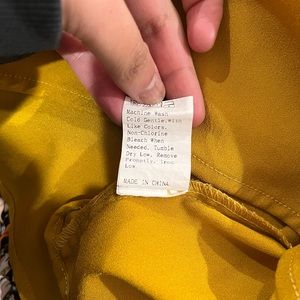 Machine Wash
Cold Gentle.With
Like Colors.
Non-Chlorine
Bleach When
Needed. Tumble
Dry Low. Remove
Promptly. Iron
Low.
MADE IN CHINA